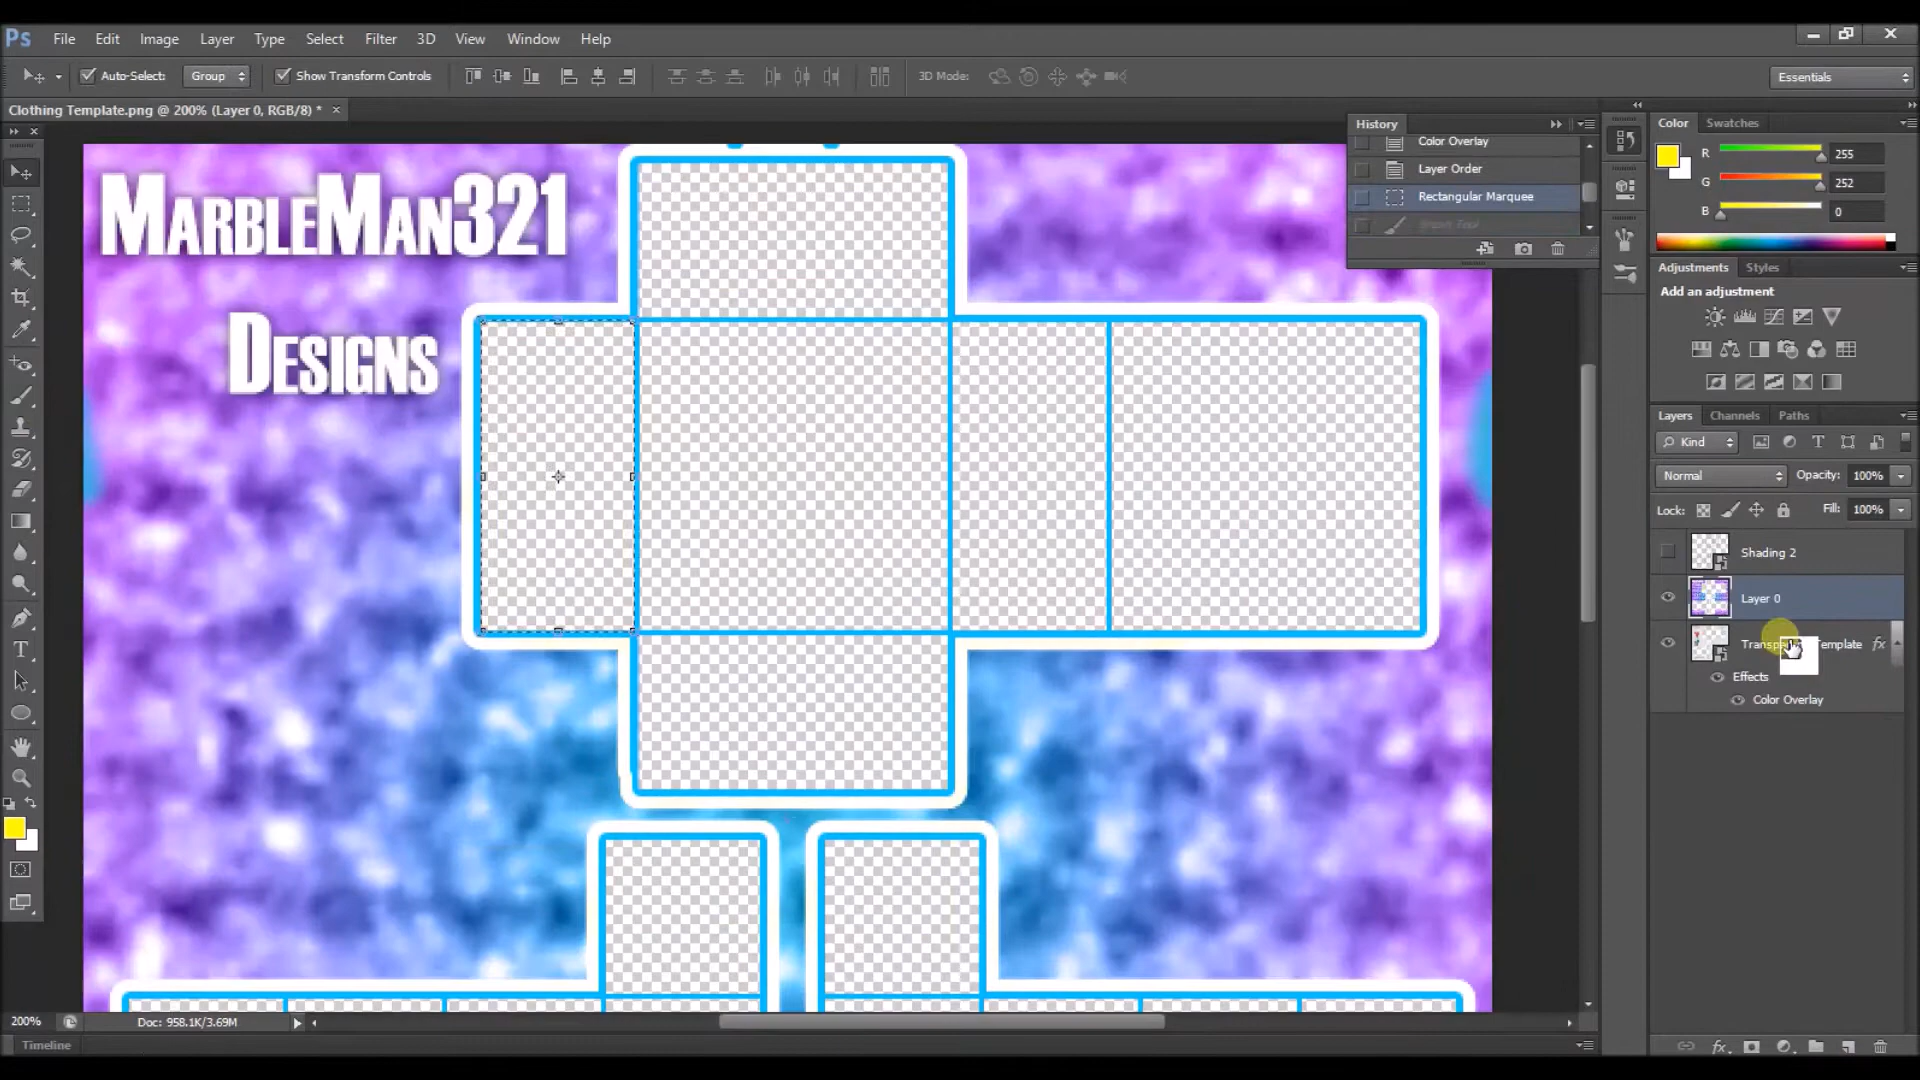 Ps File Edit Image Layer Type Select Filter 3D View Window Help
Auto-Select: Group Show Transform Controls 3D Mode: Essentials
Clothing Template.png @ 200% (Layer 0, RGB/8) * ×
MarbleMan321
Designs
History
Color Overlay
Layer Order
Rectangular Marquee
Color Swatches
R 255
G 252
B 0
Adjustments Styles
Add an adjustment
Layers Channels Paths
Kind
Normal Opacity: 100%
Lock: Fill: 100%
Shading 2
Layer 0
fx
Effects
Color Overlay
200% Doc: 958.1K/3.69M
Timeline
fx